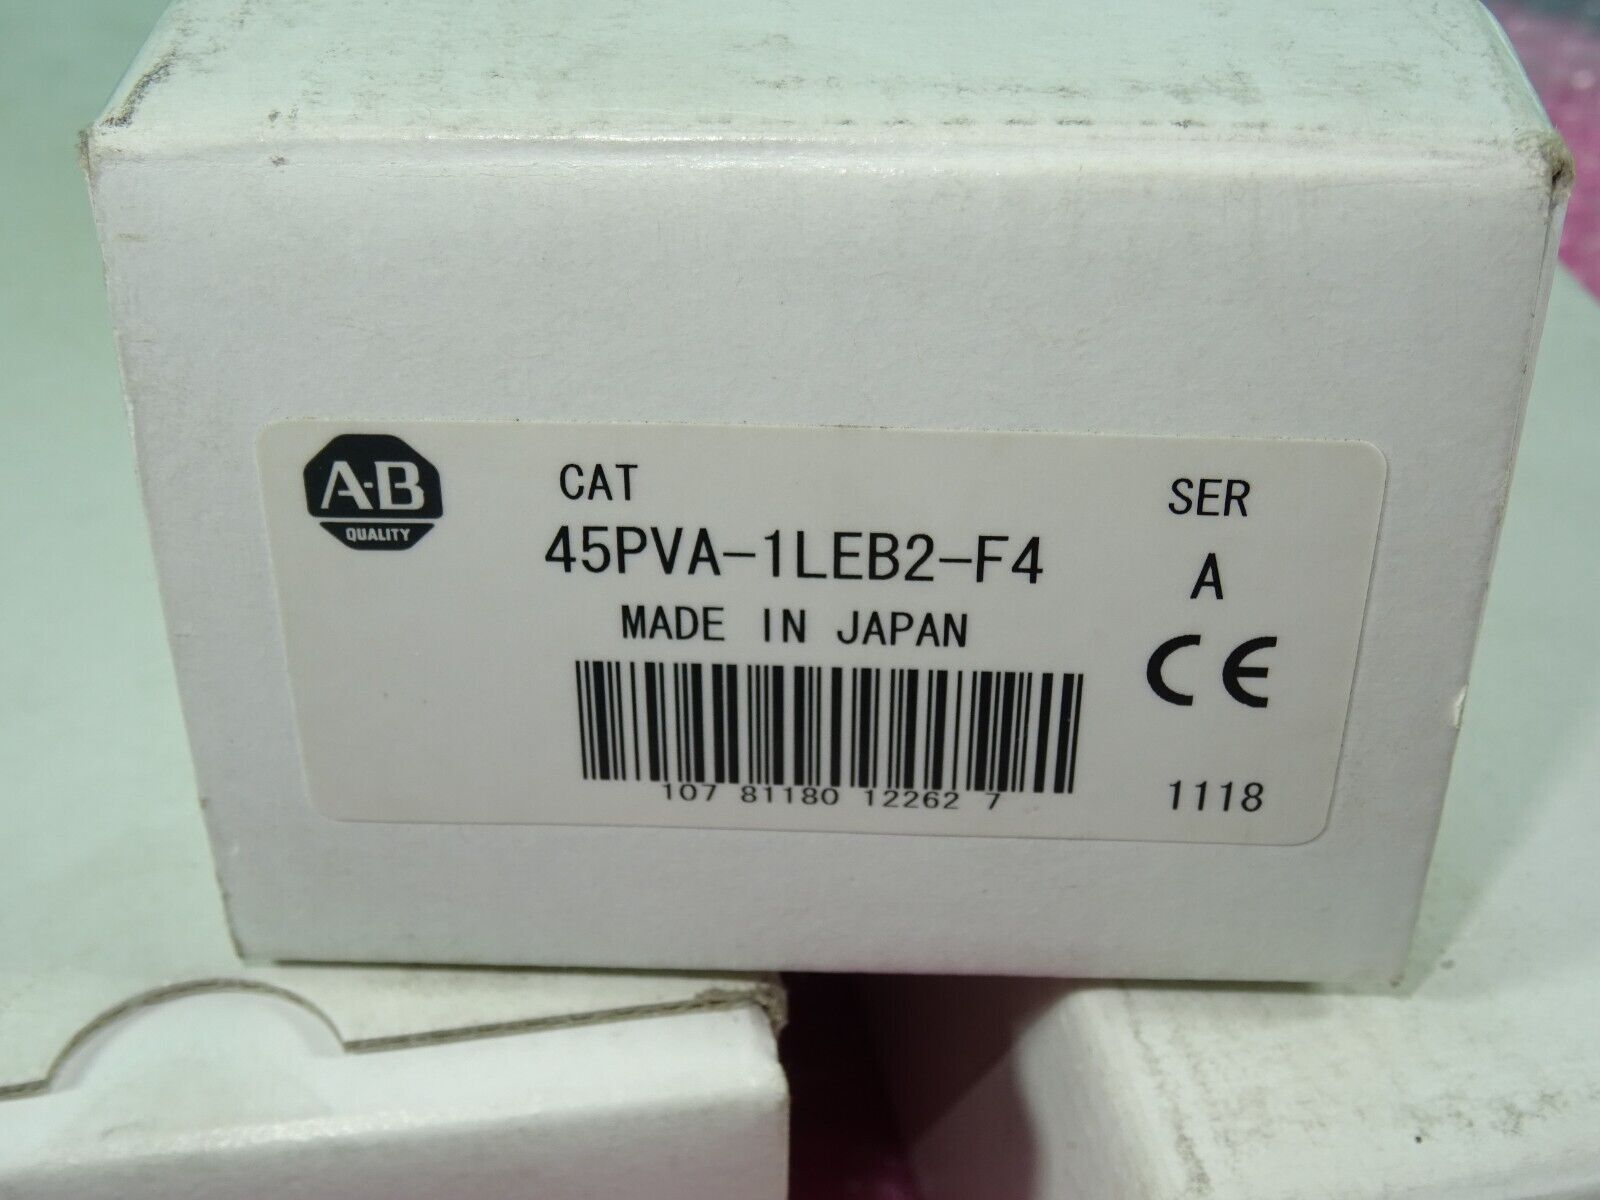 A-B
QUALITY
CAT
SER
45PVA-1LEB2-F4
A
MADE IN JAPAN
CE
107 81180 12262 7
1118